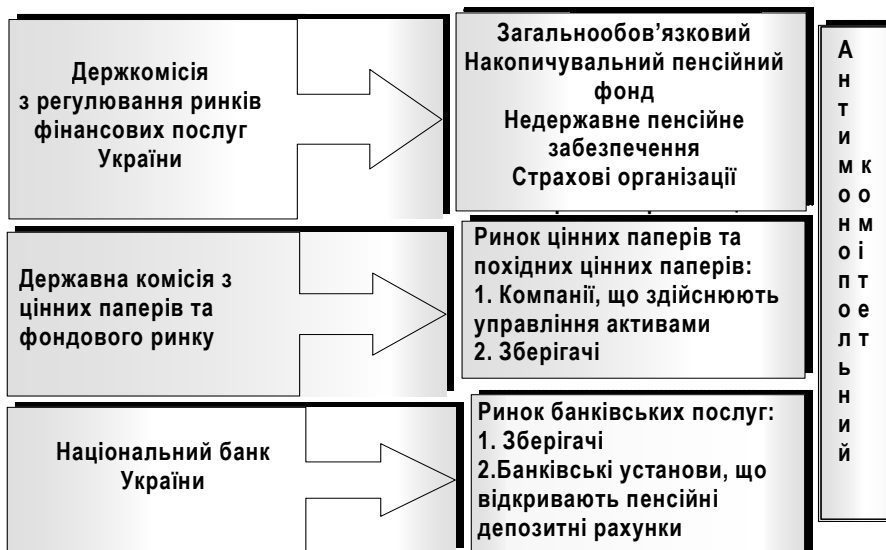 Держкомісія
з регулювання ринків
фінансових послуг
України
Загальнообов’язковий
Накопичувальний пенсійний
фонд
Недержавне пенсійне
забезпечення
Страхові організації
Державна комісія з
цінних паперів та
фондового ринку
Ринок цінних паперів та
похідних цінних паперів:
1. Компанії, що здійснюють
управління активами
2. Зберігачі
Національний банк
України
Ринок банківських послуг:
1. Зберігачі
2.Банківські установи, що
відкривають пенсійні
депозитні рахунки
Антимонопольний
комітет